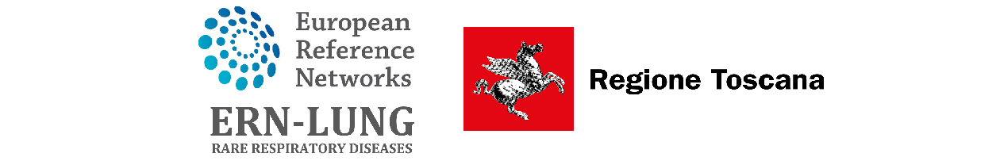 European
Reference
Networks
ERN-LUNG
RARE RESPIRATORY DISEASES
Regione Toscana